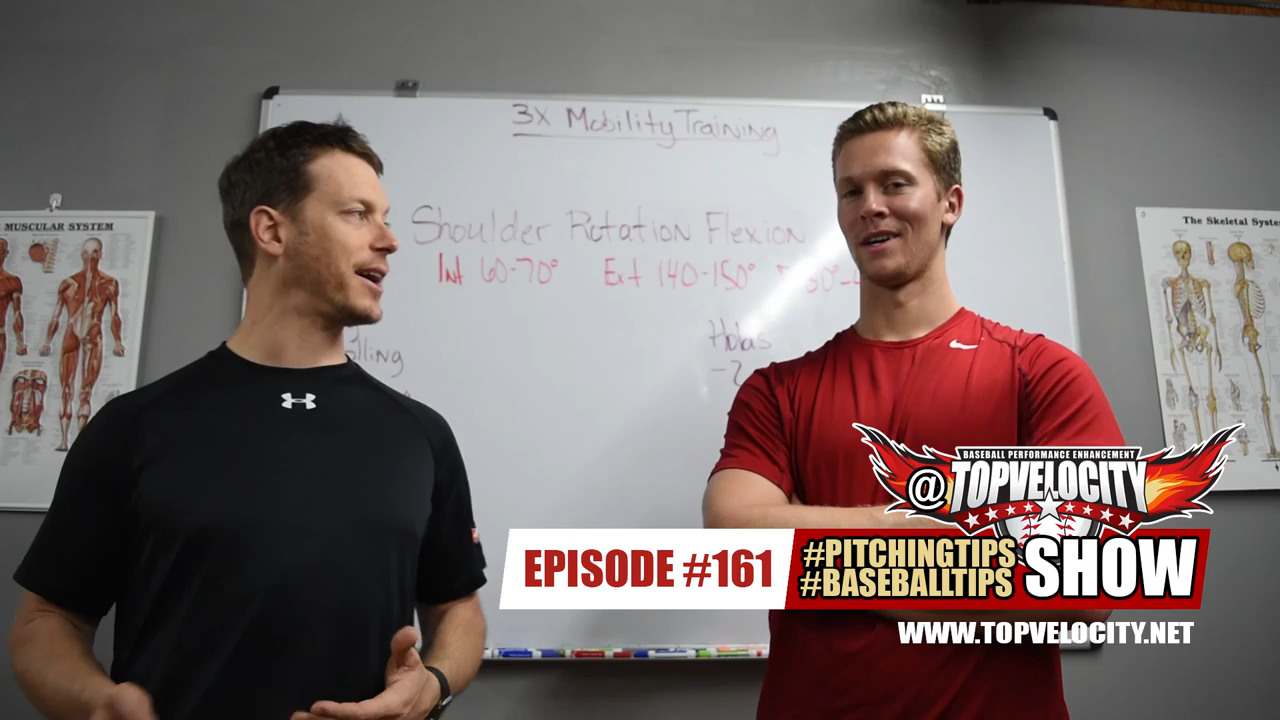 3X Mobility Training
Shoulder Rotation Flexion
Int 60-70° Ext 140-150°
MUSCULAR SYSTEM
The Skeletal Syste
Holds
BASEBALL PERFORMANCE ENHANCEMENT
@TOPVELOCITY
EPISODE #161
#PITCHINGTIPS
#BASEBALLTIPS
SHOW
WWW.TOPVELOCITY.NET